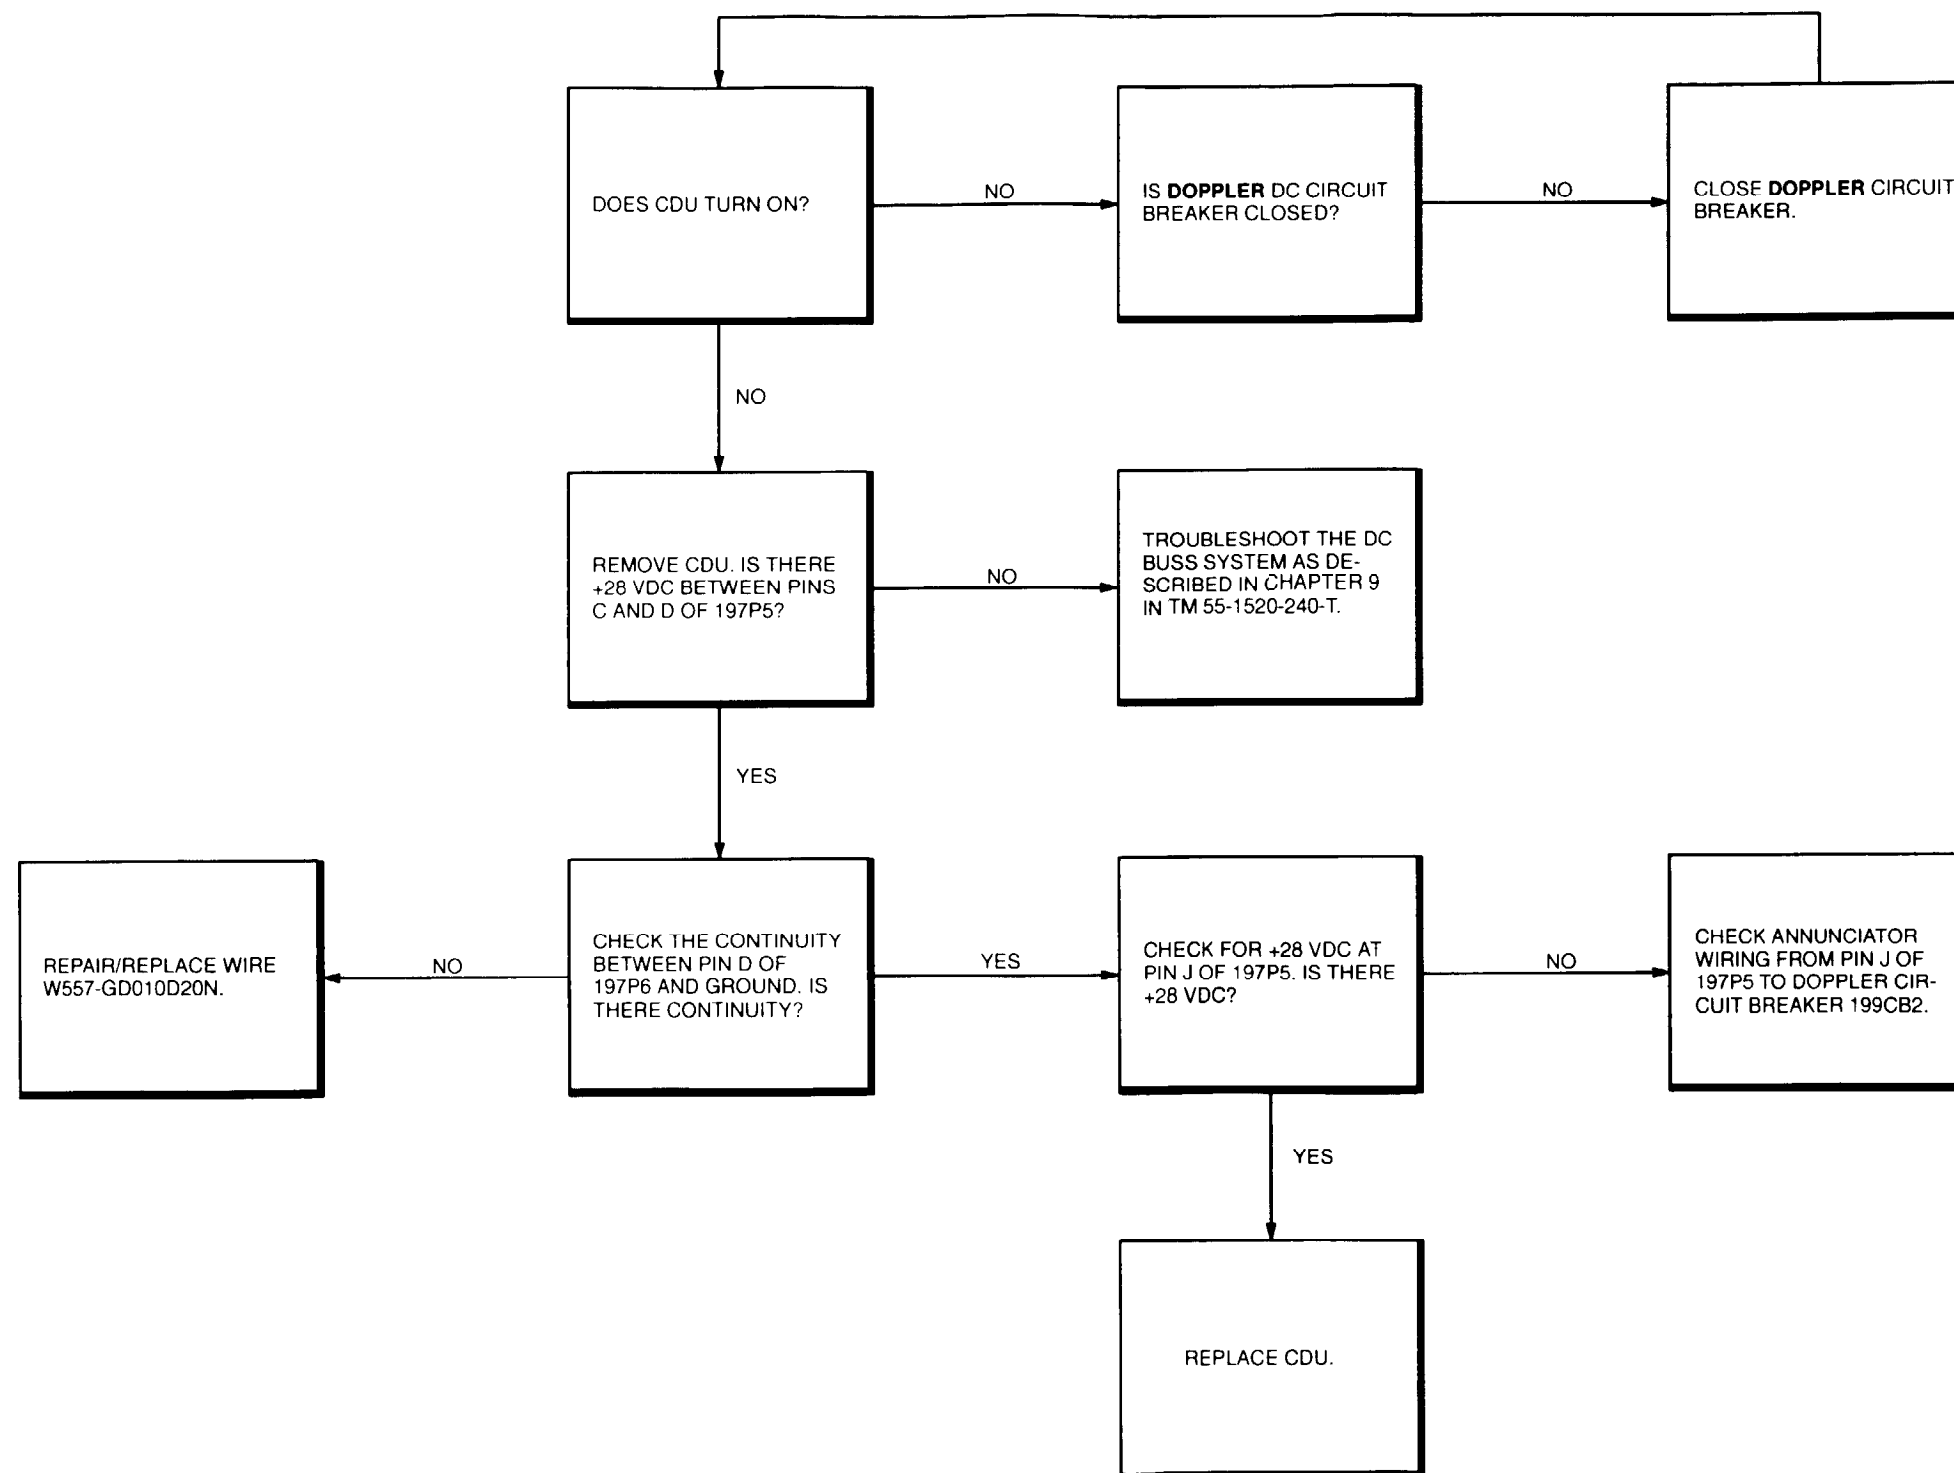 DOES CDU TURN ON?
NO
IS DOPPLER DC CIRCUIT
BREAKER CLOSED?
NO
CLOSE DOPPLER CIRCUIT
BREAKER.
NO
REMOVE CDU. IS THERE
+28 VDC BETWEEN PINS
C AND D OF 197P5?
NO
TROUBLESHOOT THE DC
BUSS SYSTEM AS DE-
SCRIBED IN CHAPTER 9
IN TM 55-1520-240-T.
YES
REPAIR/REPLACE WIRE
W557-GD010D20N.
NO
CHECK THE CONTINUITY
BETWEEN PIN D OF
197P6 AND GROUND. IS
THERE CONTINUITY?
YES
CHECK FOR +28 VDC AT
PIN J OF 197P5. IS THERE
+28 VDC?
NO
CHECK ANNUNCIATOR
WIRING FROM PIN J OF
197P5 TO DOPPLER CIR-
CUIT BREAKER 199CB2.
YES
REPLACE CDU.